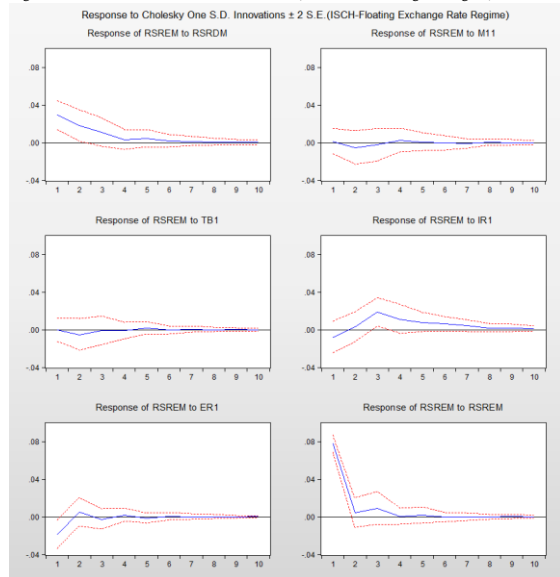 Response to Cholesky One S.D. Innovations ± 2 S.E.(ISCH-Floating Exchange Rate Regime)
Response of RSREM to RSRDM
Response of RSREM to M11
.08
.04
.00
-.04
1 2 3 4 5 6 7 8 9 10
.08
.04
.00
-.04
1 2 3 4 5 6 7 8 9 10
Response of RSREM to TB1
Response of RSREM to IR1
.08
.04
.00
-.04
1 2 3 4 5 6 7 8 9 10
.08
.04
.00
-.04
1 2 3 4 5 6 7 8 9 10
Response of RSREM to ER1
Response of RSREM to RSREM
.08
.04
.00
-.04
1 2 3 4 5 6 7 8 9 10
.08
.04
.00
-.04
1 2 3 4 5 6 7 8 9 10